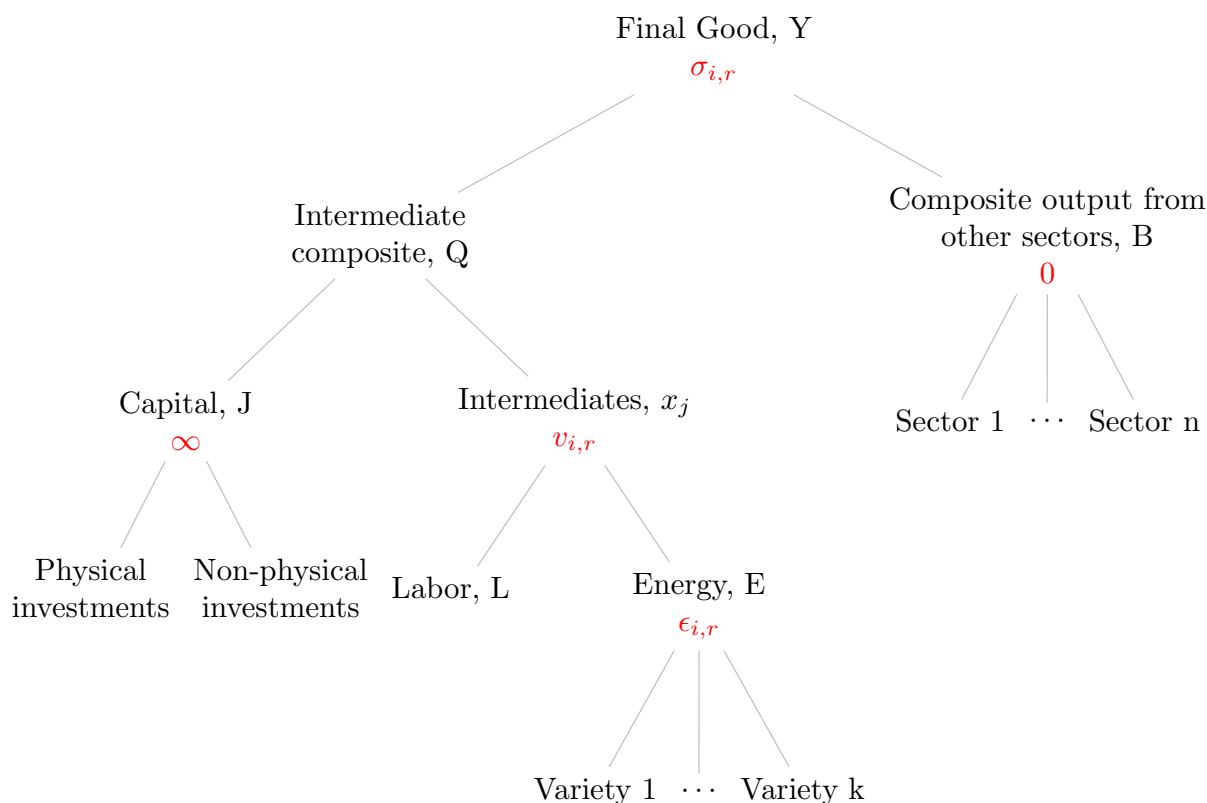 Final Good, Y
σ_{i,r}
Intermediate
composite, Q
Composite output from
other sectors, B
0
Capital, J
∞
Intermediates, x_j
v_{i,r}
Sector 1 ⋯ Sector n
Physical
investments
Non-physical
investments
Labor, L
Energy, E
ϵ_{i,r}
Variety 1 ⋯ Variety k